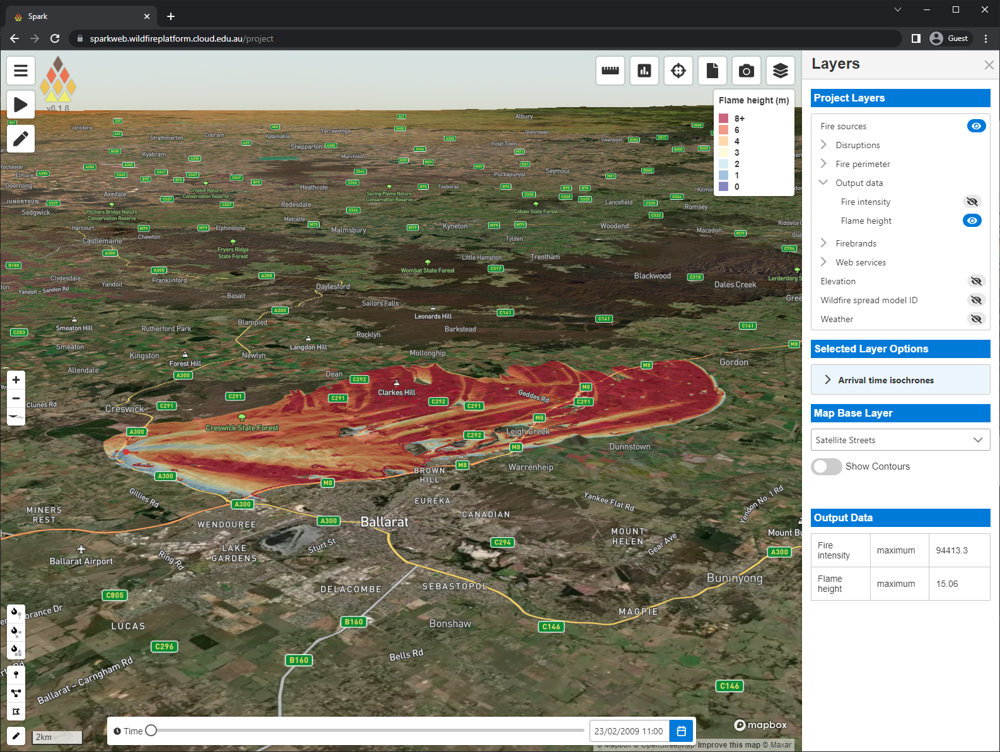 Spark
sparkweb.wildfireplatform.cloud.edu.au/project
Guest
v0.1.8
Flame height (m)
8+
6
4
3
2
1
0
Albury
Jerilderie
Strathmerton
Cobram
Katamatite
Yarrawonga
Glenrowan
Swanpool
Kyabram
Shepparton
Violet Town
Murchison
Rochester
Elmore
Goornong
Puckapunyal
Seymour
Axedale
Crosbie Nature
Conservation Reserve
Heathcote
Toobórac
Spring Plains Nature
Conservation Reserve
Kilmor
JUNORTOUN
Sedgwick
Pilchers Bridge Nature
Conservation Reserve
Redesdale
Metcalfe
Cobaw State Forest
Lancefield
Romsey
Harcourt
Chewton
Elphinstone
Malmsbury
Kyneton
Woodend
Macedon
Riddells C
Castlemaine
Tylden
Fryers Ridge
State Forest
Little Hampton
Trentham
Wombat State Forest
Blackwood
Lerderderg S
Clydesdale
Yandoit
Franklinford
Daylesford
Dales Creek
Yandoit - Sandon Rd
Basalt
Sailors Falls
Gree
Smeaton Hill
Rutherford Park
Blampied
Leonards Hill
Barkstead
Rocklyn
Smeaton
Kingston
Forest Hill
Newlyn
Langdon Hill
Mollonghip
Gordon
Allendale
Dean
Clarkes Hill
Geddes Rd
Clunes Rd
Creswick
Creswick State Forest
Leigh Creek
Dunnstown
Warrenheip
BROWN
HILL
Gillies Rd
EUREKA
Yankee Flat Rd
Yendon No. 1 Rd
MINERS
REST
WENDOUREE
Ballarat
CANADIAN
MOUNT
HELEN
Mount Bu
LAKE
GARDENS
Sturt St
Gear Ave
Ballarat Airport
Ring Rd
Buninyong
DELACOMBE
SEBASTOPOL
MAGPIE
LUCAS
Bonshaw
Bells Rd
Ballarat - Carngham Rd
A300
M8
C291
C292
C141
C283
C318
C317
C704
B180
M79
C294
C805
C296
B160
C146
2km
Time
23/02/2009 11:00
mapbox
© Mapbox © OpenStreetMap Improve this map © Maxar
Layers
Project Layers
Fire sources
Disruptions
Fire perimeter
Output data
Fire intensity
Flame height
Firebrands
Web services
Elevation
Wildfire spread model ID
Weather
Selected Layer Options
Arrival time isochrones
Map Base Layer
Satellite Streets
Show Contours
Output Data
Fire intensity maximum 94413.3
Flame height maximum 15.06